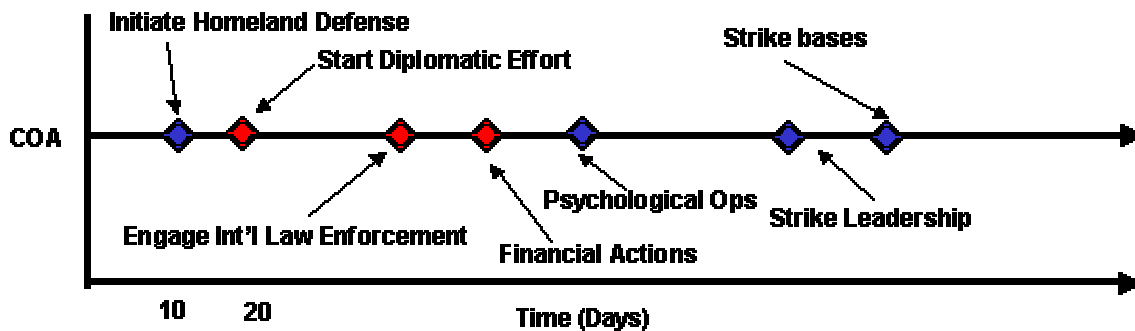 Initiate Homeland Defense
Start Diplomatic Effort
Strike bases
COA
Psychological Ops
Strike Leadership
Engage Int'l Law Enforcement
Financial Actions
10
20
Time (Days)